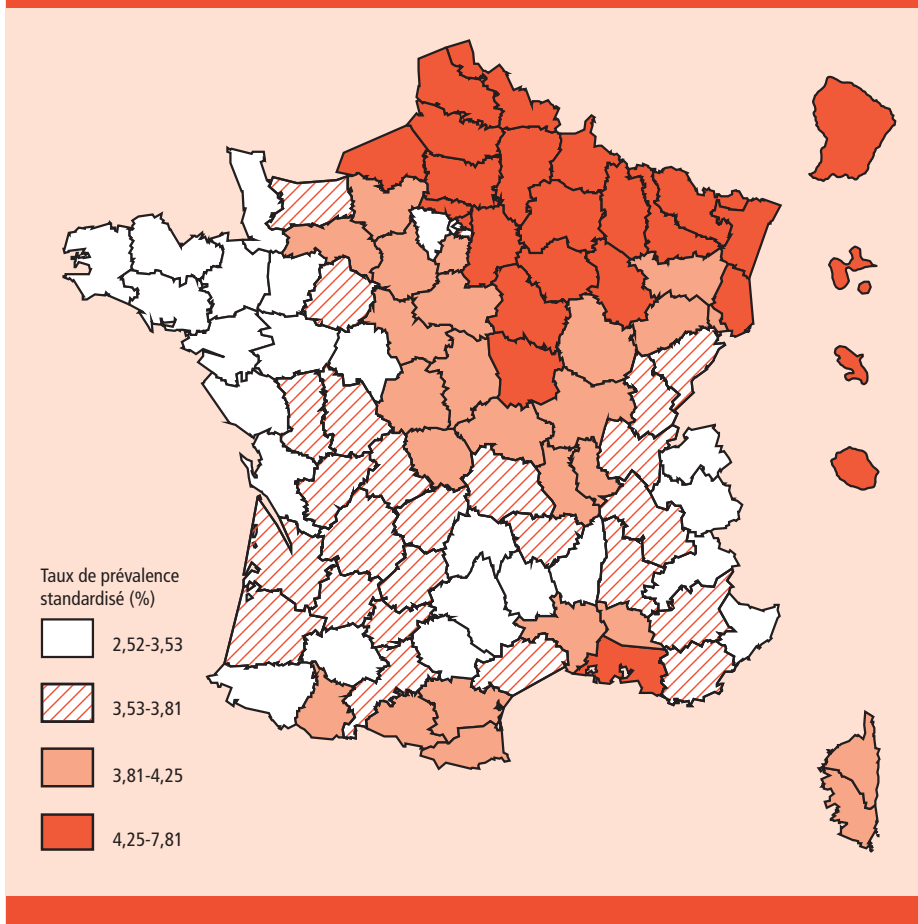 Taux de prévalence
standardisé (%)
2,52-3,53
3,53-3,81
3,81-4,25
4,25-7,81